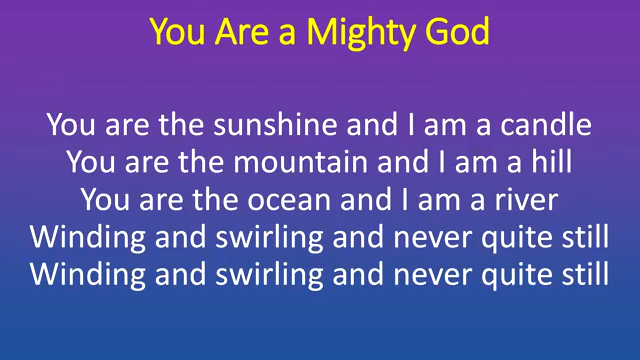 You Are a Mighty God
You are the sunshine and I am a candle
You are the mountain and I am a hill
You are the ocean and I am a river
Winding and swirling and never quite still
Winding and swirling and never quite still